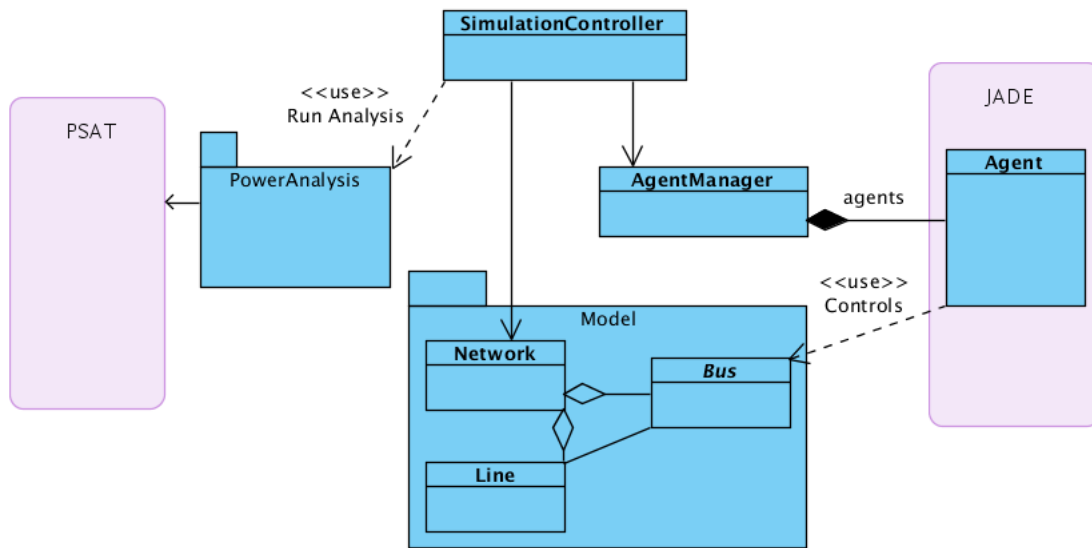 SimulationController
<<use>>
Run Analysis
PSAT
JADE
PowerAnalysis
AgentManager
Agent
agents
<<use>>
Controls
Model
Network
Bus
Line